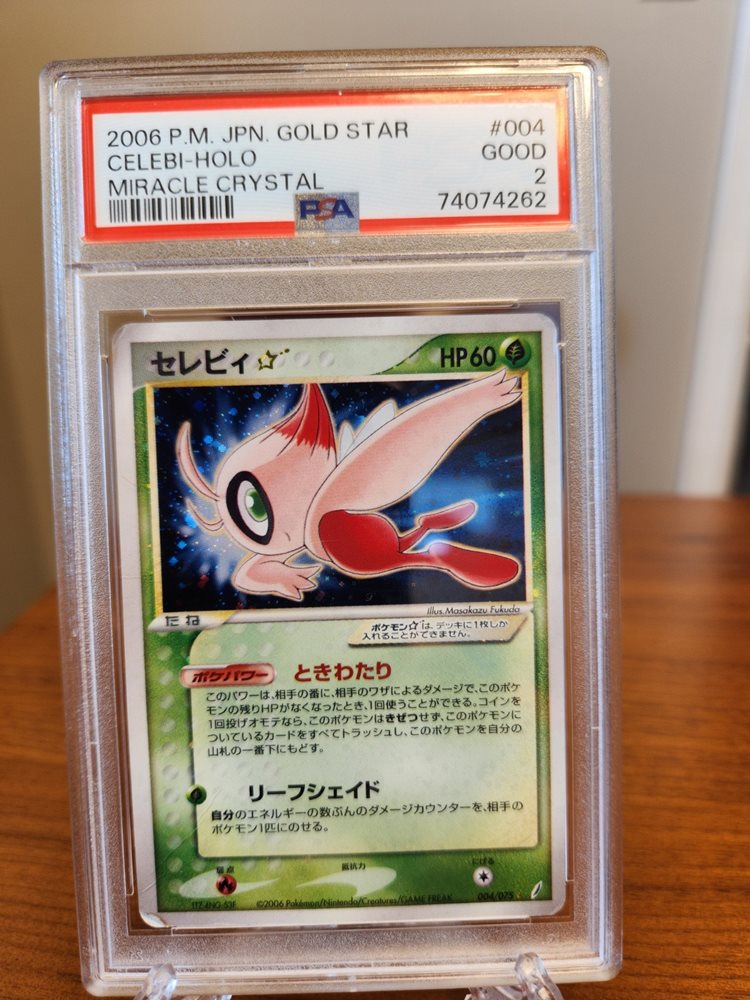 2006 P.M. JPN. GOLD STAR #004
CELEBI-HOLO GOOD
MIRACLE CRYSTAL 2
PSA 74074262
セレビィ☆ HP60
Illus.Masakazu Fukuda
たね
ポケモン☆は、デッキに1枚しか
入れることができません。
ポケパワー ときわたり
このパワーは、相手の番に、相手のワザによるダメージで、このポケ
モンの残りHPがなくなったとき、1回使うことができる。コインを
1回投げオモテなら、このポケモンはきぜつせず、このポケモンに
ついているカードをすべてトラッシュし、このポケモンを自分の
山札の一番下にもどす。
リーフシェイド
自分のエネルギーの数ぶんのダメージカウンターを、相手の
ポケモン1匹にのせる。
弱点 抵抗力 にげる
©2006 Pokémon/Nintendo/Creatures/GAME FREAK 004/075